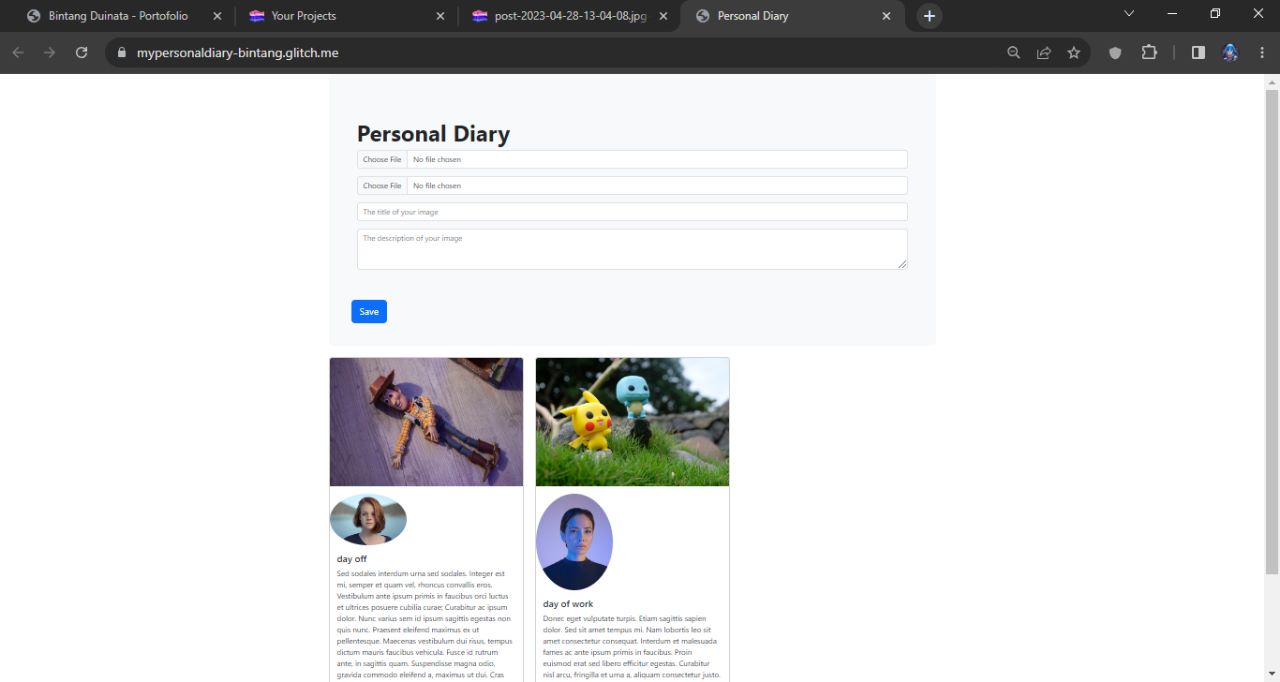 Bintang Duinata - Portofolio
Your Projects
post-2023-04-28-13-04-08.jpg
Personal Diary
mypersonaldiary-bintang.glitch.me
Personal Diary
Choose File No file chosen
Choose File No file chosen
The title of your image
The description of your image
Save
day off
Sed sodales interdum urna sed sodales. Integer est
mi, semper et quam vel, rhoncus convallis eros.
Vestibulum ante ipsum primis in faucibus orci luctus
et ultrices posuere cubilia curae; Curabitur ac ipsum
dolor. Nunc varius sem id ipsum sagittis egestas non
quis nunc. Praesent eleifend maximus ex ut
pellentesque. Maecenas vestibulum dui risus, tempus
dictum mauris faucibus vehicula. Fusce id rutrum
ante, in sagittis quam. Suspendisse magna odio,
gravida commodo eleifend a, maximus ut dui. Cras
day of work
Donec eget vulputate turpis. Etiam sagittis sapien
dolor. Sed sit amet tempus mi. Nam lobortis leo sit
amet consectetur consequat. Interdum et malesuada
fames ac ante ipsum primis in faucibus. Proin
euismod erat sed libero efficitur egestas. Curabitur
nisl arcu, fringilla et urna a, aliquam consectetur justo.